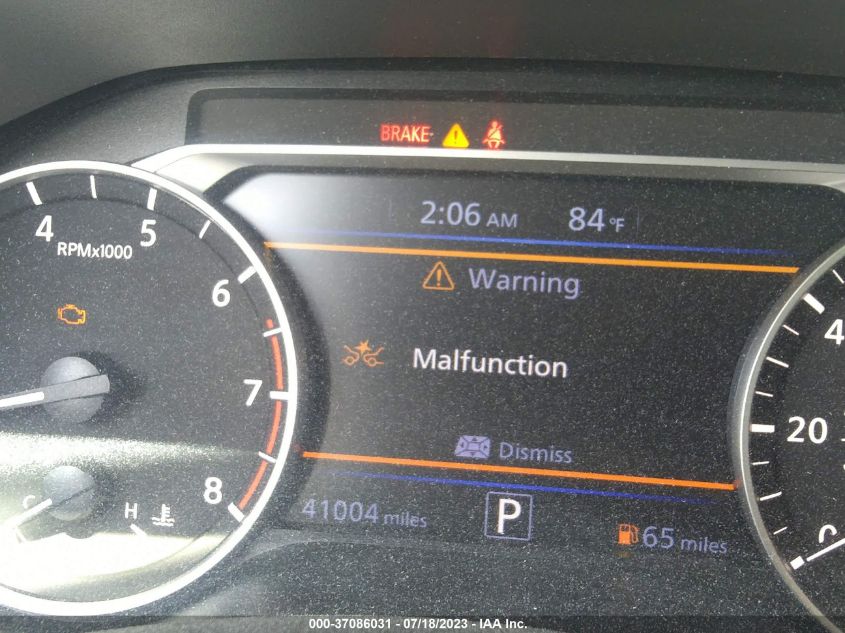 BRAKE
2:06 AM 84°F
4 5 6 7 8
RPMx1000
Warning
Malfunction
Dismiss
41004 miles P 65 miles
C H
4
20
C
000-37086031 - 07/18/2023 - IAA Inc.